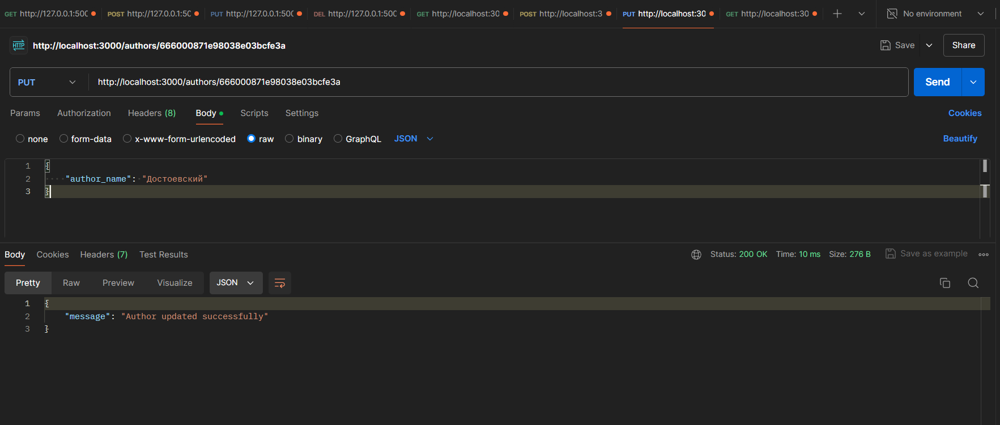 GET http://127.0.0.1:500 POST http://127.0.0.1:50 PUT http://127.0.0.1:500 DEL http://127.0.0.1:500 GET http://localhost:30 POST http://localhost:3 PUT http://localhost:30 GET http://localhost:30 No environment
HTTP http://localhost:3000/authors/666000871e98038e03bcfe3a Save Share
PUT http://localhost:3000/authors/666000871e98038e03bcfe3a Send
Params Authorization Headers (8) Body Scripts Settings Cookies
none form-data x-www-form-urlencoded raw binary GraphQL JSON Beautify
1 {
2 "author_name": "Достоевский"
3 }
Body Cookies Headers (7) Test Results Status: 200 OK Time: 10 ms Size: 276 B Save as example
Pretty Raw Preview Visualize JSON
1 {
2 "message": "Author updated successfully"
3 }